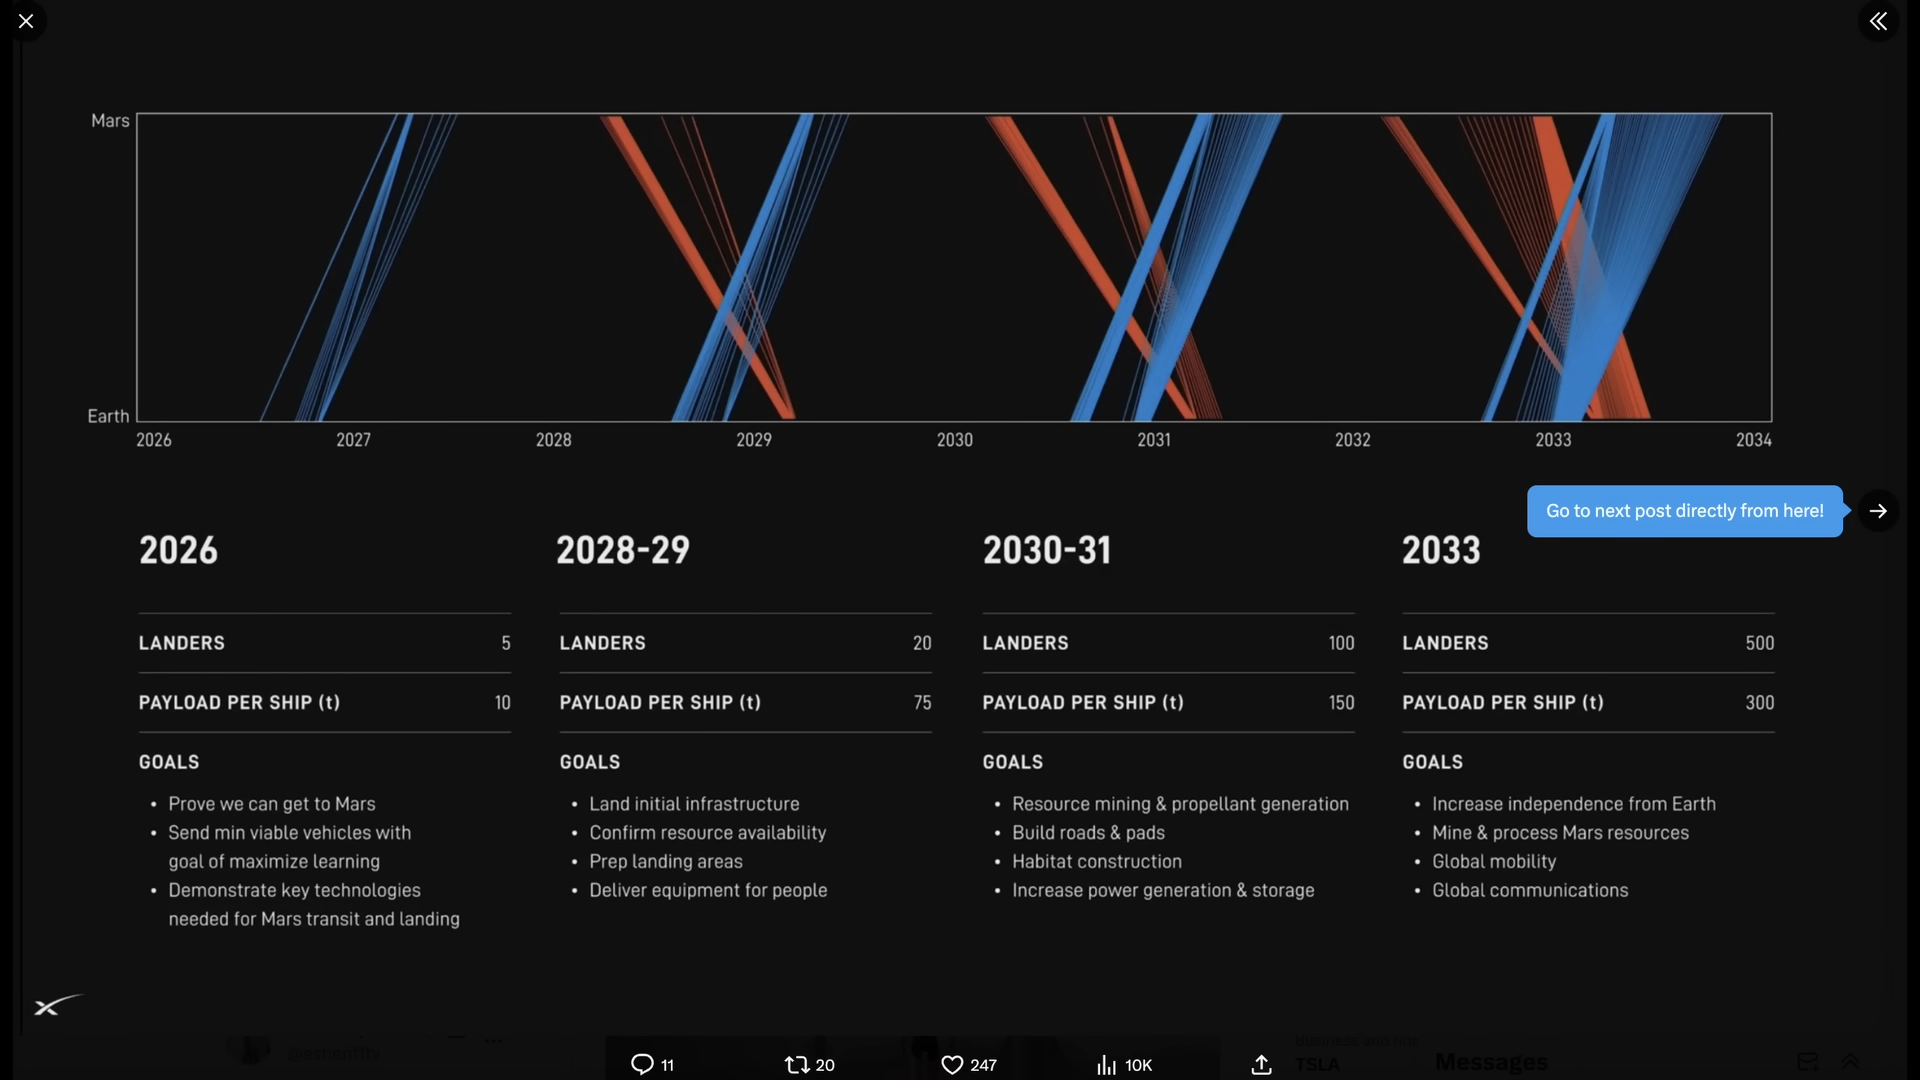 Mars
Earth
2026 2027 2028 2029 2030 2031 2032 2033 2034
Go to next post directly from here!
2026
LANDERS 5
PAYLOAD PER SHIP (t) 10
GOALS
• Prove we can get to Mars
• Send min viable vehicles with
goal of maximize learning
• Demonstrate key technologies
needed for Mars transit and landing
2028-29
LANDERS 20
PAYLOAD PER SHIP (t) 75
GOALS
• Land initial infrastructure
• Confirm resource availability
• Prep landing areas
• Deliver equipment for people
2030-31
LANDERS 100
PAYLOAD PER SHIP (t) 150
GOALS
• Resource mining & propellant generation
• Build roads & pads
• Habitat construction
• Increase power generation & storage
2033
LANDERS 500
PAYLOAD PER SHIP (t) 300
GOALS
• Increase independence from Earth
• Mine & process Mars resources
• Global mobility
• Global communications
11 20 247 10K
TSLA
Messages